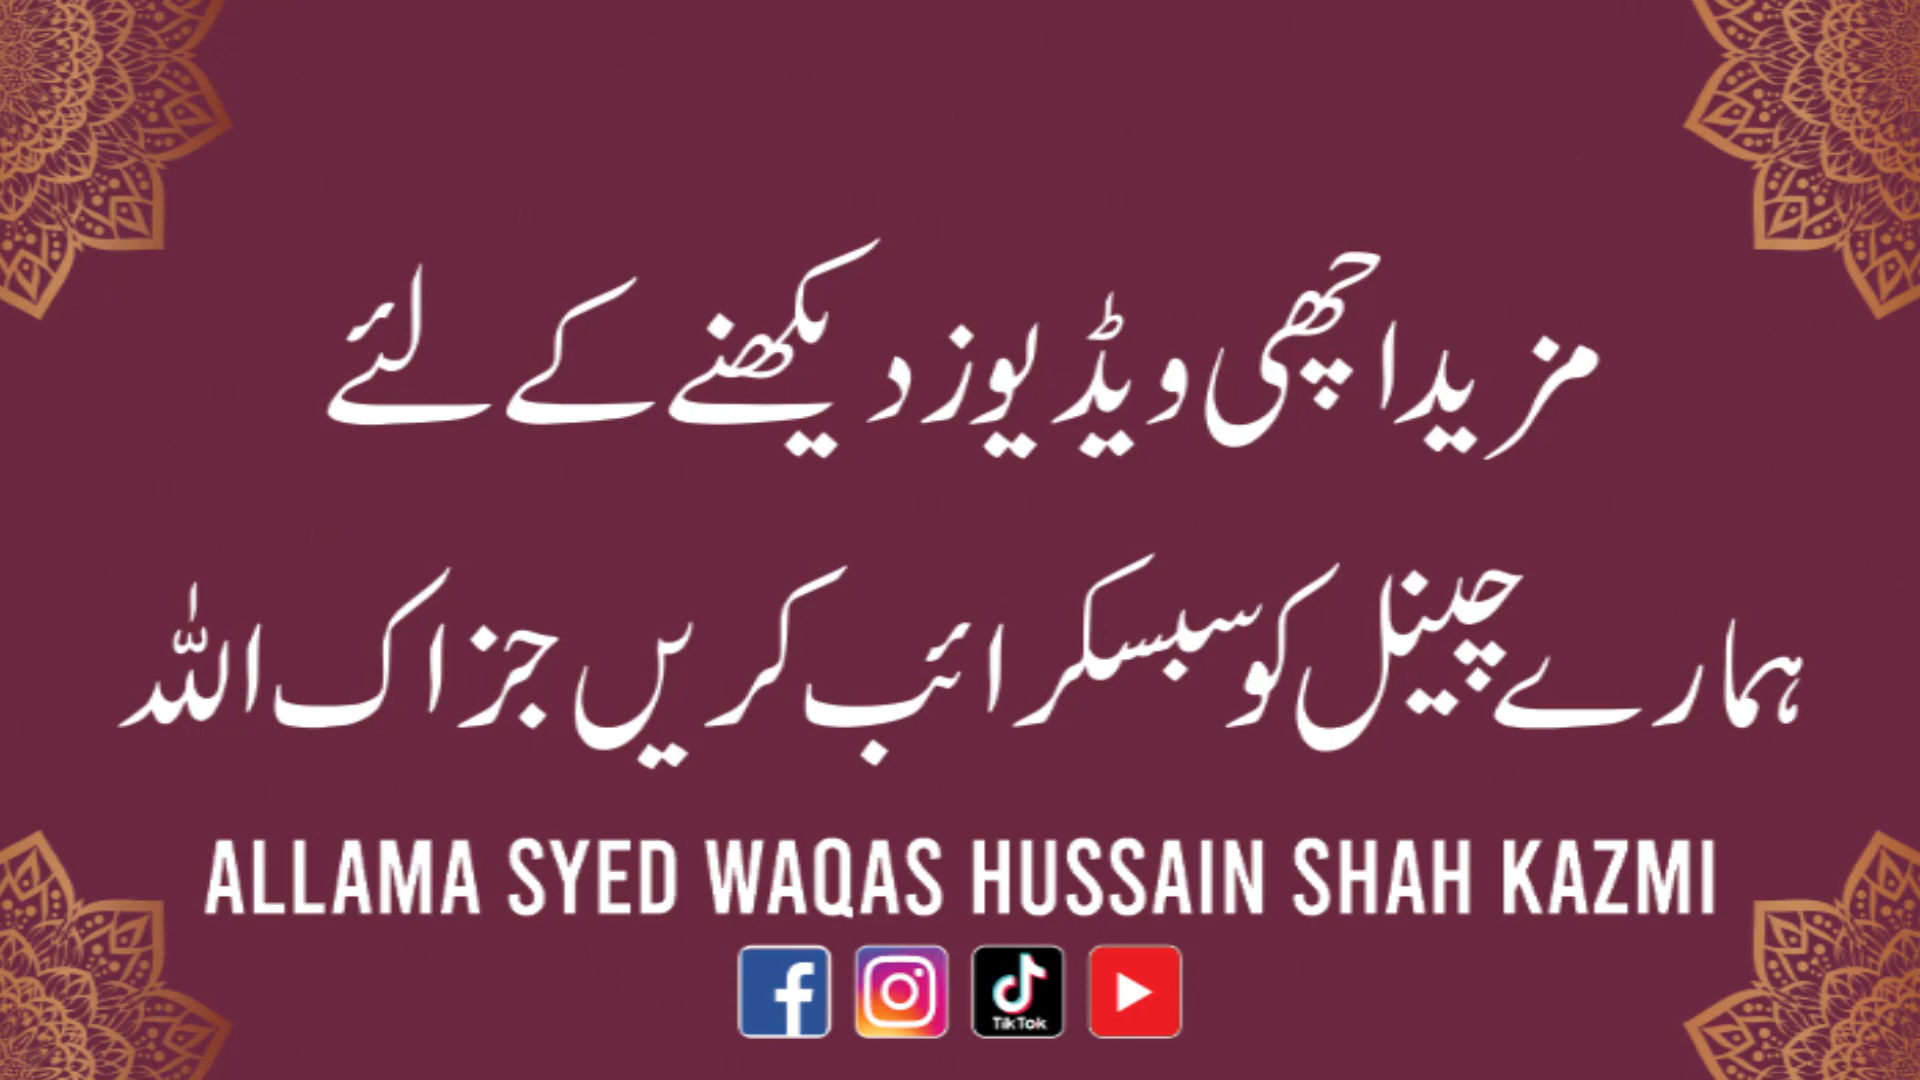 مزید اچھی ویڈیوز دیکھنے کے لئے
ہمارے چینل کو سبسکرائب کریں جزاک اللہ
ALLAMA SYED WAQAS HUSSAIN SHAH KAZMI
TikTok